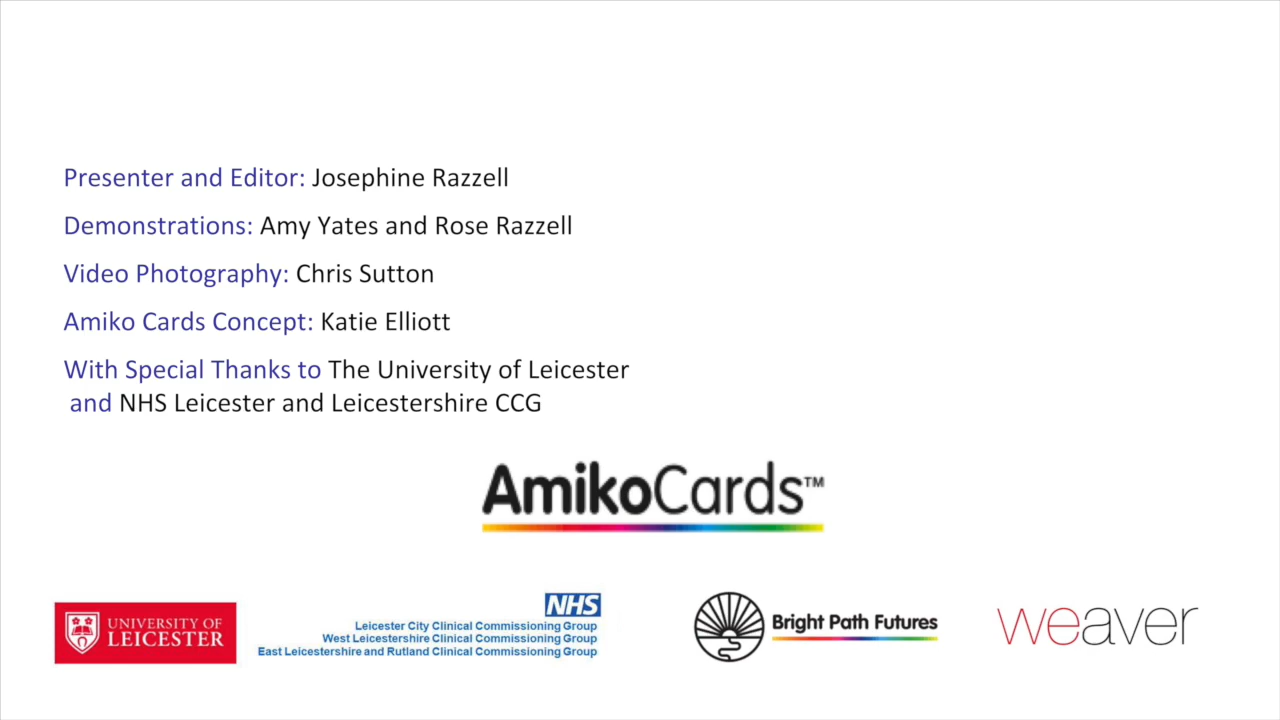 Presenter and Editor: Josephine Razzell
Demonstrations: Amy Yates and Rose Razzell
Video Photography: Chris Sutton
Amiko Cards Concept: Katie Elliott
With Special Thanks to The University of Leicester
and NHS Leicester and Leicestershire CCG
AmikoCards™
UNIVERSITY OF
LEICESTER
NHS
Leicester City Clinical Commissioning Group
West Leicestershire Clinical Commissioning Group
East Leicestershire and Rutland Clinical Commissioning Group
Bright Path Futures
weaver